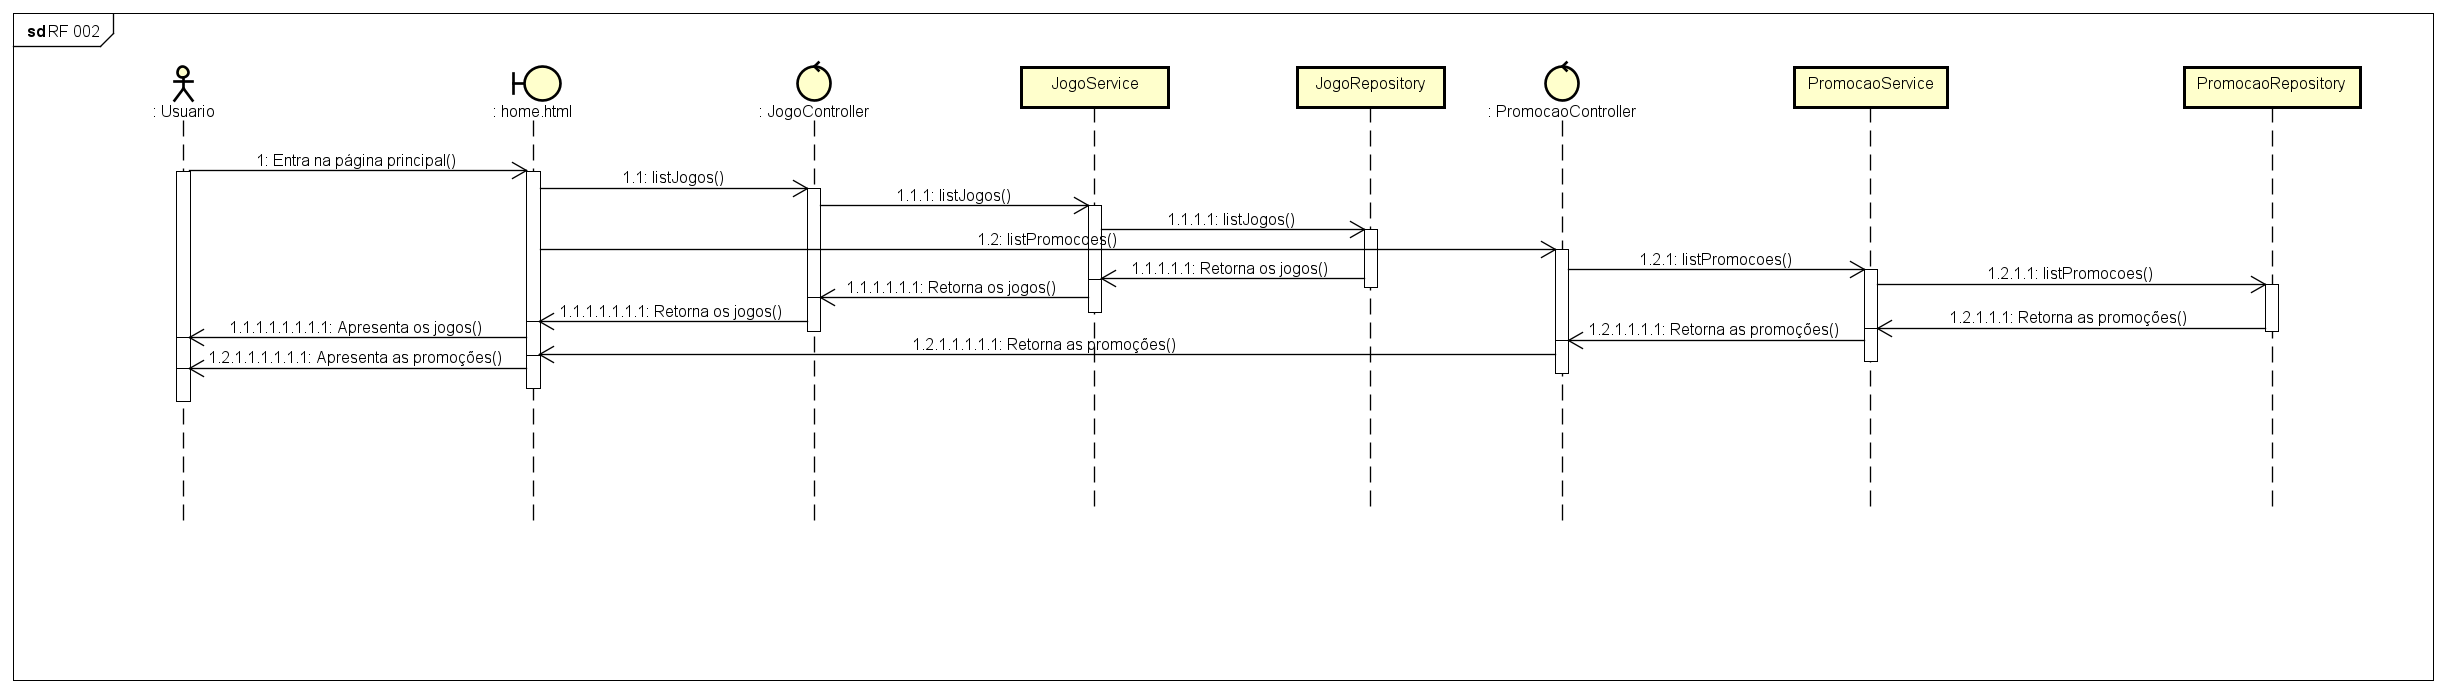 sd RF 002
: Usuario
: home.html
: JogoController
JogoService
JogoRepository
: PromocaoController
PromocaoService
PromocaoRepository
1: Entra na página principal()
1.1: listJogos()
1.1.1: listJogos()
1.1.1.1: listJogos()
1.2: listPromocoes()
1.2.1: listPromocoes()
1.1.1.1.1: Retorna os jogos()
1.2.1.1: listPromocoes()
1.1.1.1.1.1: Retorna os jogos()
1.1.1.1.1.1.1: Retorna os jogos()
1.2.1.1.1: Retorna as promoções()
1.1.1.1.1.1.1.1: Apresenta os jogos()
1.2.1.1.1.1: Retorna as promoções()
1.2.1.1.1.1.1: Retorna as promoções()
1.2.1.1.1.1.1.1: Apresenta as promoções()